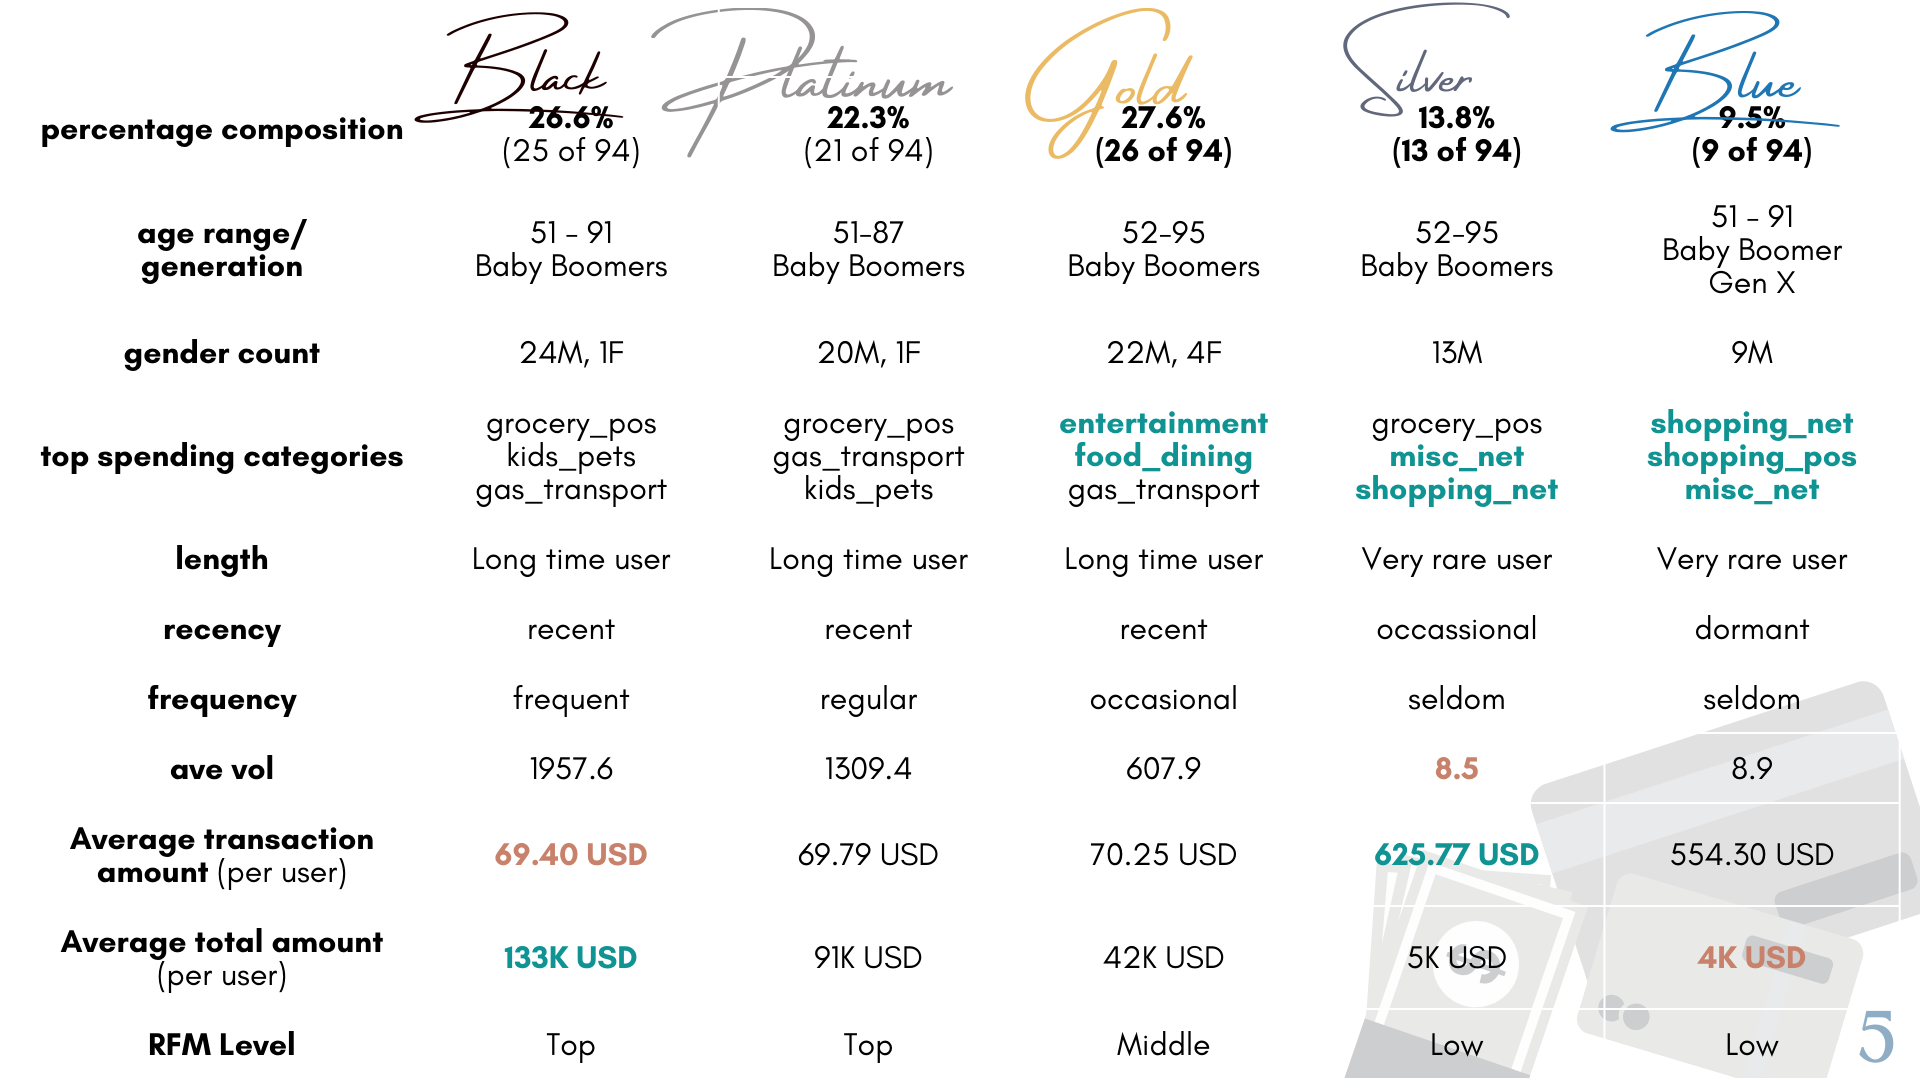 Black Platinum Gold Silver Blue
percentage composition
26.6%
(25 of 94)
22.3%
(21 of 94)
27.6%
(26 of 94)
13.8%
(13 of 94)
9.5%
(9 of 94)
age range/
generation
51 - 91
Baby Boomers
51-87
Baby Boomers
52-95
Baby Boomers
52-95
Baby Boomers
51 - 91
Baby Boomer
Gen X
gender count
24M, 1F
20M, 1F
22M, 4F
13M
9M
top spending categories
grocery_pos
kids_pets
gas_transport
grocery_pos
gas_transport
kids_pets
entertainment
food_dining
gas_transport
grocery_pos
misc_net
shopping_net
shopping_net
shopping_pos
misc_net
length
Long time user
Long time user
Long time user
Very rare user
Very rare user
recency
recent
recent
recent
occassional
dormant
frequency
frequent
regular
occasional
seldom
seldom
ave vol
1957.6
1309.4
607.9
8.5
8.9
Average transaction
amount (per user)
69.40 USD
69.79 USD
70.25 USD
625.77 USD
554.30 USD
Average total amount
(per user)
133K USD
91K USD
42K USD
5K USD
4K USD
RFM Level
Top
Top
Middle
Low
Low
5